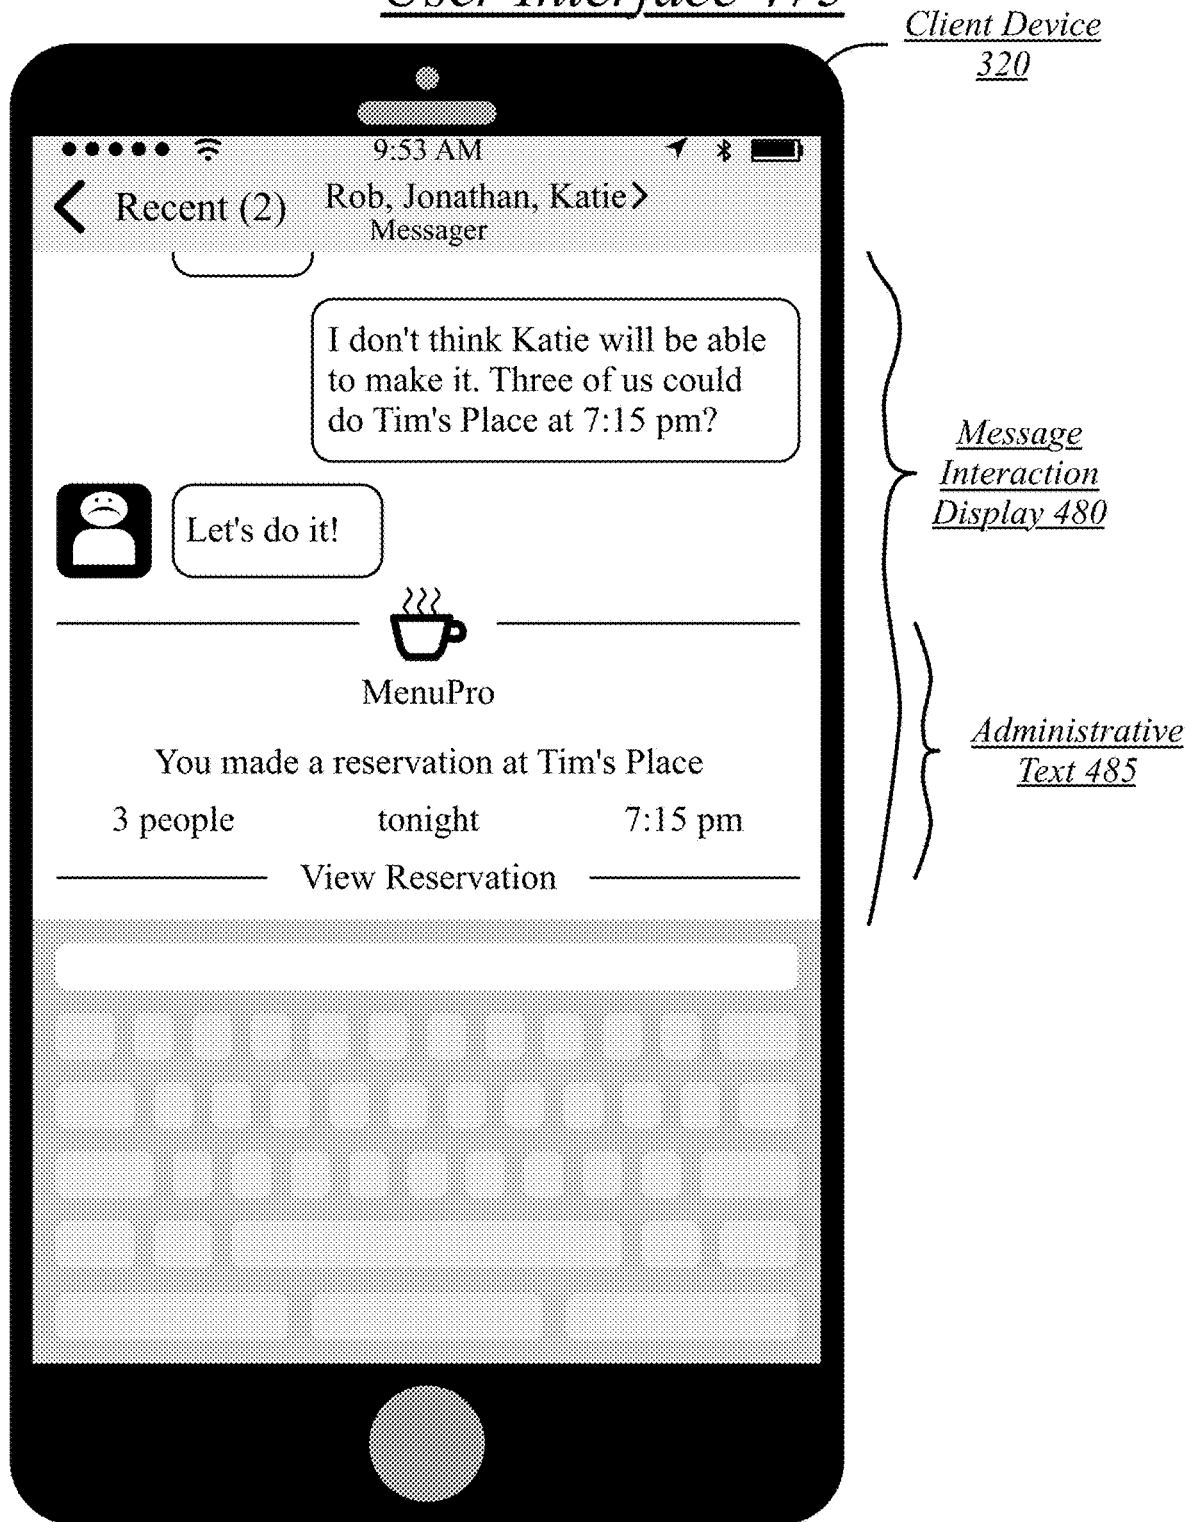 User Interface 475
Client Device
320
9:53 AM
Recent (2)
Rob, Jonathan, Katie
Messager
I don't think Katie will be able
to make it. Three of us could
do Tim's Place at 7:15 pm?
Message
Interaction
Display 480
Let's do it!
MenuPro
Administrative
Text 485
You made a reservation at Tim's Place
3 people tonight 7:15 pm
View Reservation